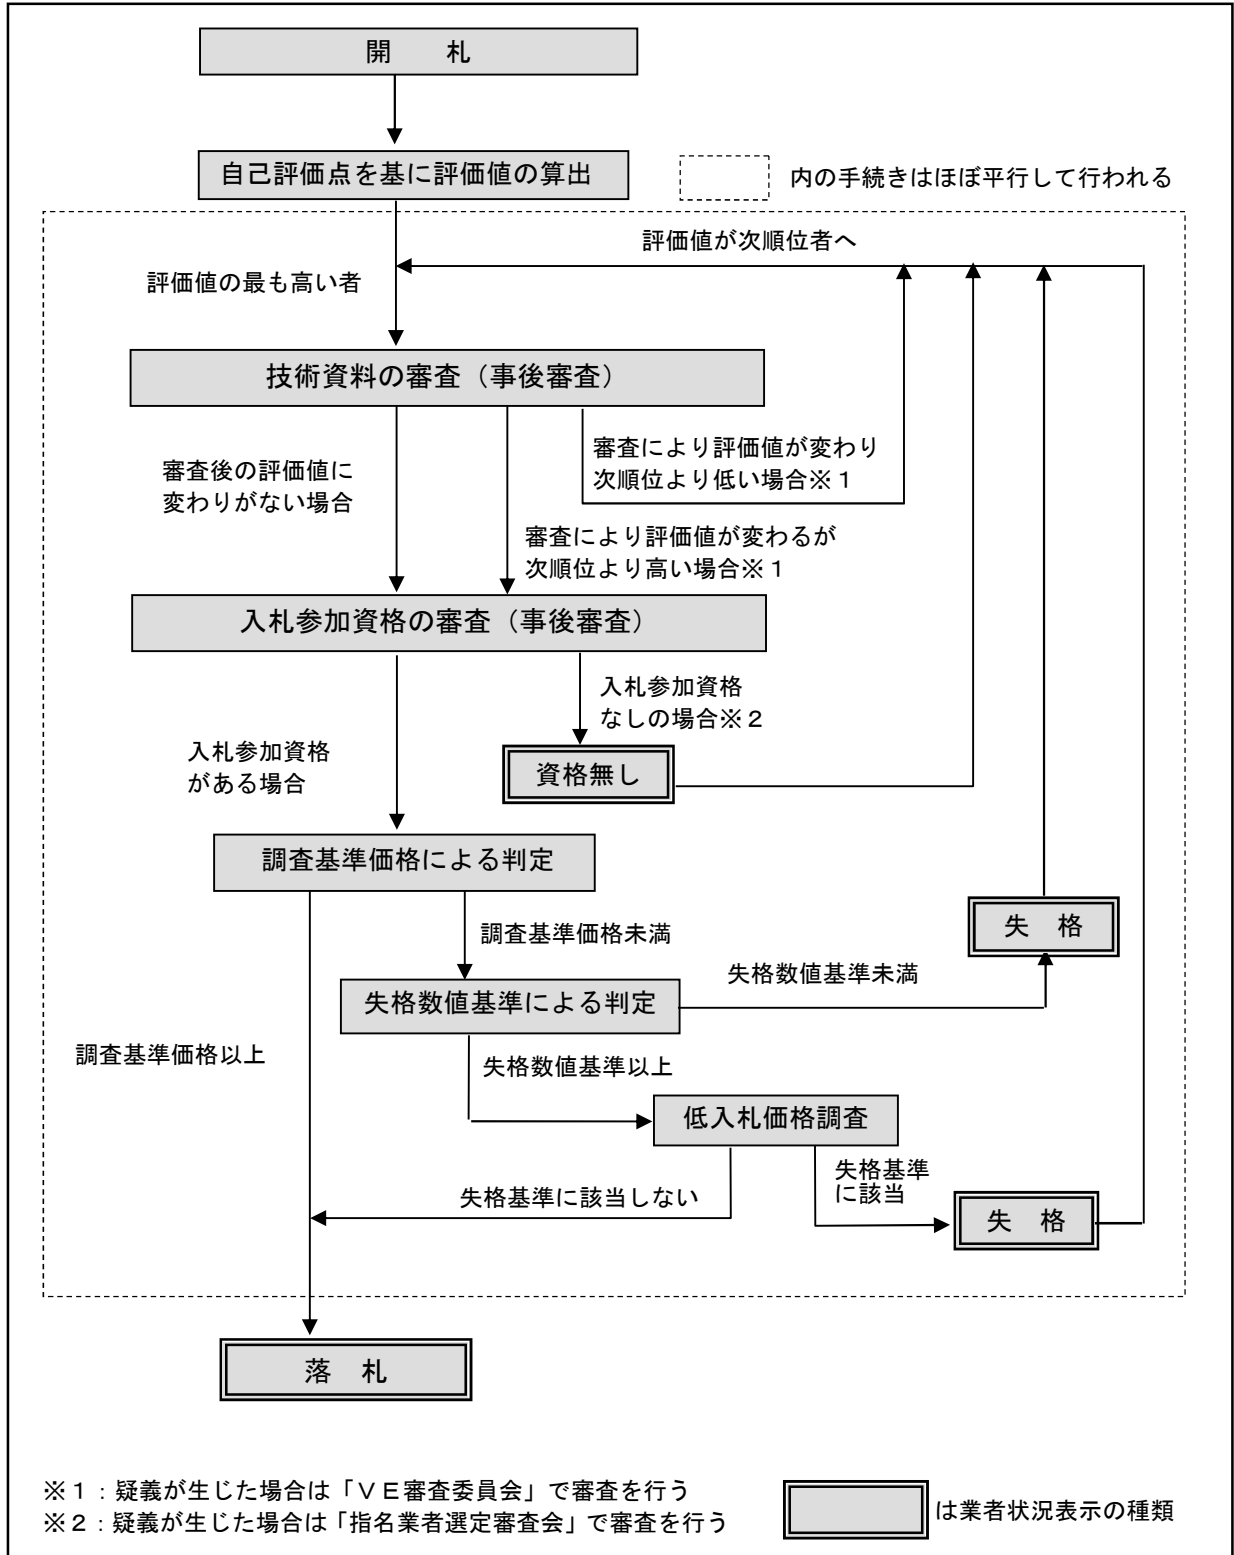 開　札
自己評価点を基に評価値の算出
内の手続きはほぼ平行して行われる
評価値が次順位者へ
評価値の最も高い者
技術資料の審査（事後審査）
審査後の評価値に
変わりがない場合
審査により評価値が変わり
次順位より低い場合※１
審査により評価値が変わるが
次順位より高い場合※１
入札参加資格の審査（事後審査）
入札参加資格
なしの場合※２
入札参加資格
がある場合
資格無し
調査基準価格による判定
調査基準価格未満
失　格
失格数値基準未満
失格数値基準による判定
調査基準価格以上
失格数値基準以上
低入札価格調査
失格基準
に該当
失格基準に該当しない
失　格
落　札
※１：疑義が生じた場合は「ＶＥ審査委員会」で審査を行う
※２：疑義が生じた場合は「指名業者選定審査会」で審査を行う
は業者状況表示の種類